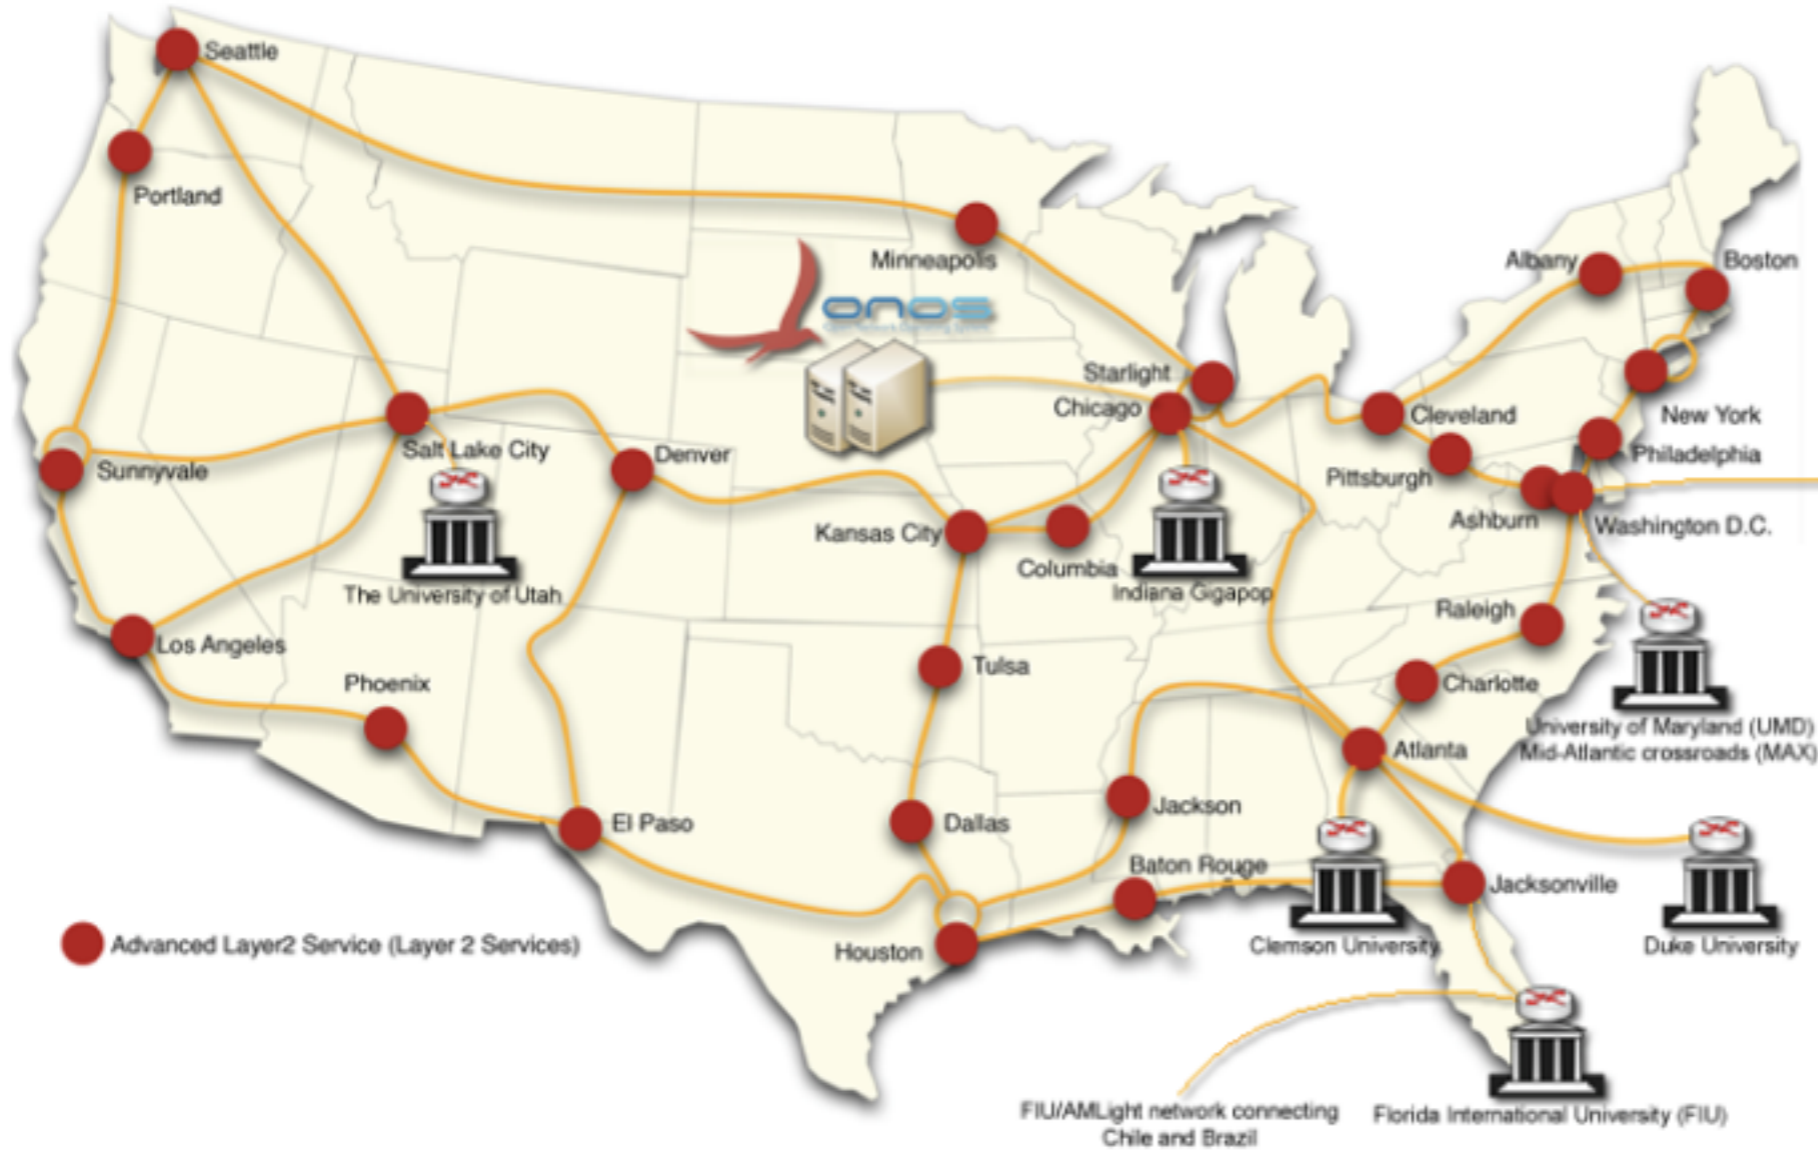 Seattle
Portland
Minneapolis
Albany
Boston
onos
Starlight
Chicago
Cleveland
New York
Salt Lake City
Denver
Philadelphia
Sunnyvale
Pittsburgh
Ashburn
Washington D.C.
Kansas City
Columbia
Indiana Gigapop
The University of Utah
Raleigh
Los Angeles
Tulsa
Phoenix
Charlotte
University of Maryland (UMD)
Mid-Atlantic crossroads (MAX)
Atlanta
Jackson
El Paso
Dallas
Baton Rouge
Jacksonville
Advanced Layer2 Service (Layer 2 Services)
Houston
Clemson University
Duke University
FIU/AMLight network connecting
Chile and Brazil
Florida International University (FIU)